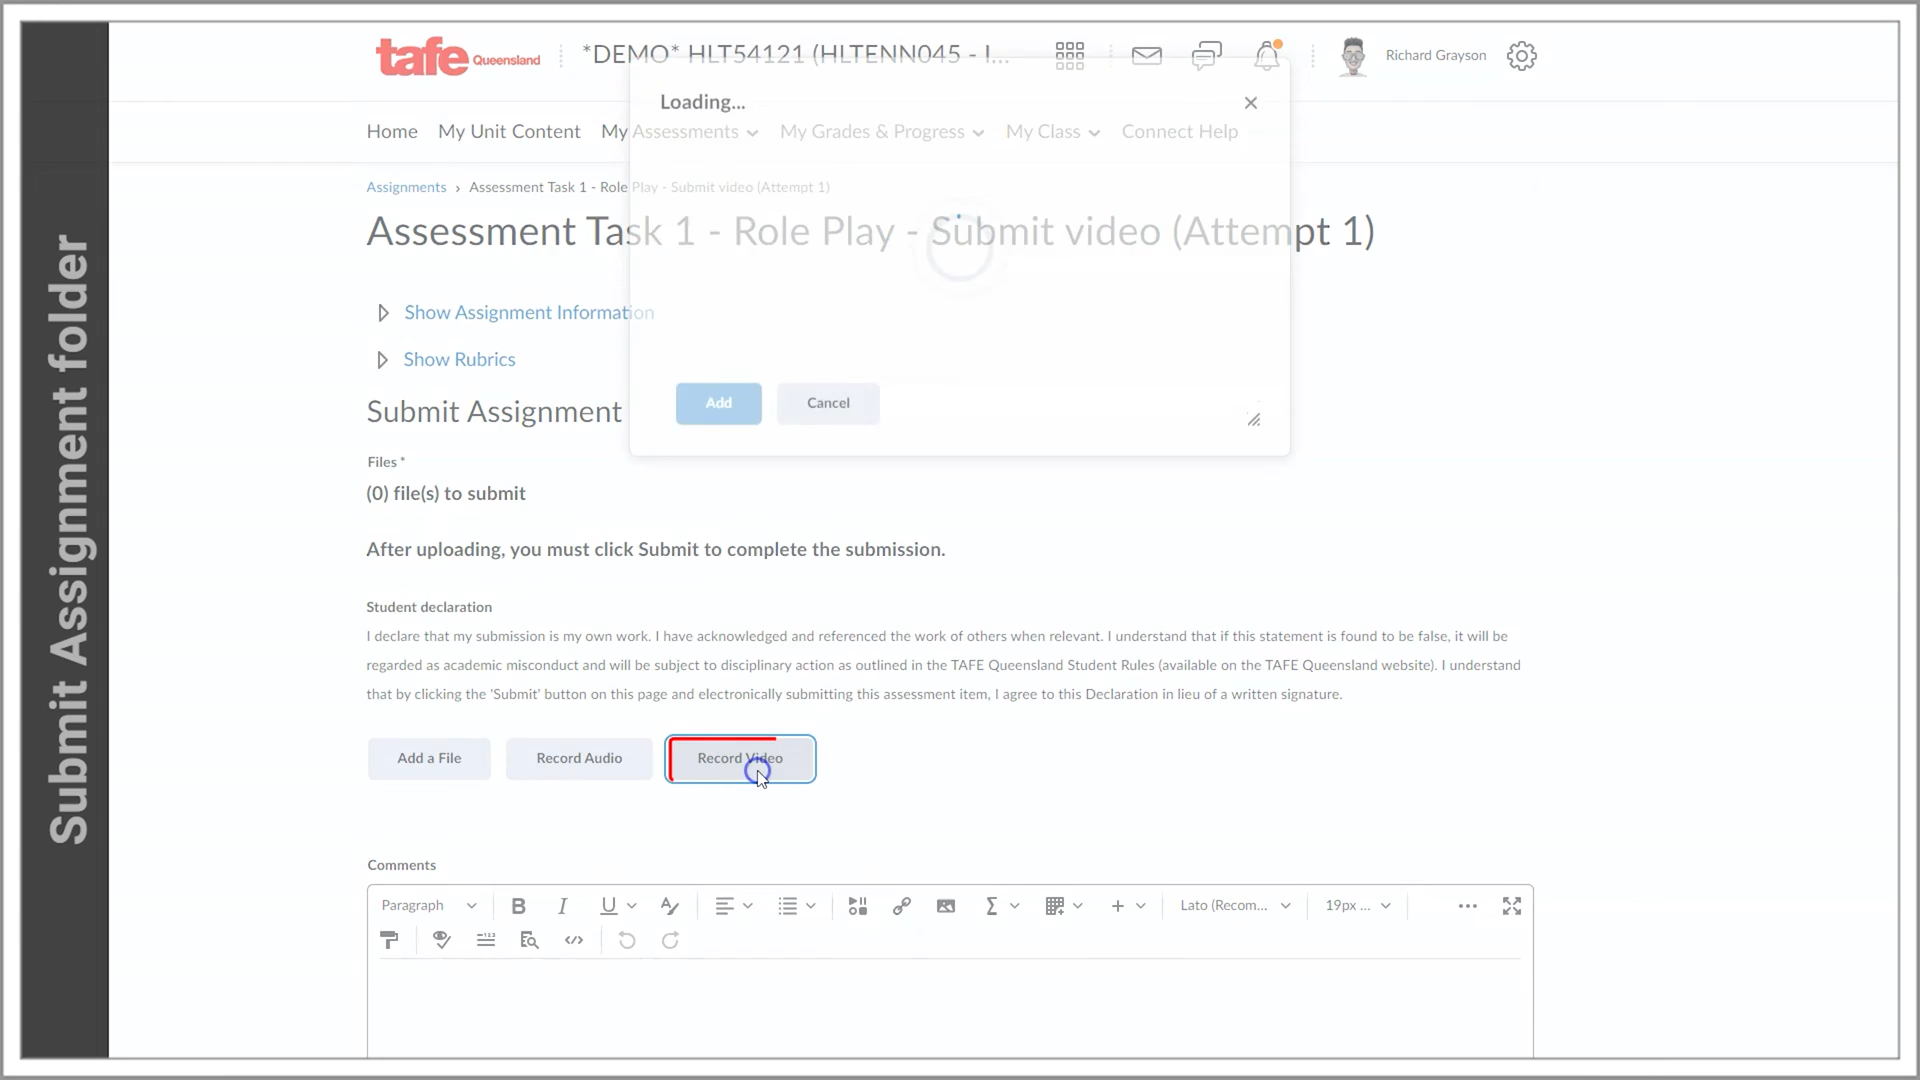 Submit Assignment folder
tafe Queensland
*DEMO* HLT54121 (HLTENN045 - I...
Richard Grayson
Loading...
Home My Unit Content My Assessments My Grades & Progress My Class Connect Help
Assignments › Assessment Task 1 - Role Play - Submit video (Attempt 1)
Assessment Task 1 - Role Play - Submit video (Attempt 1)
Show Assignment Information
Show Rubrics
Add Cancel
Submit Assignment
Files *
(0) file(s) to submit
After uploading, you must click Submit to complete the submission.
Student declaration
I declare that my submission is my own work. I have acknowledged and referenced the work of others when relevant. I understand that if this statement is found to be false, it will be
regarded as academic misconduct and will be subject to disciplinary action as outlined in the TAFE Queensland Student Rules (available on the TAFE Queensland website). I understand
that by clicking the 'Submit' button on this page and electronically submitting this assessment item, I agree to this Declaration in lieu of a written signature.
Add a File Record Audio Record Video
Comments
Paragraph Lato (Recom... 19px ...